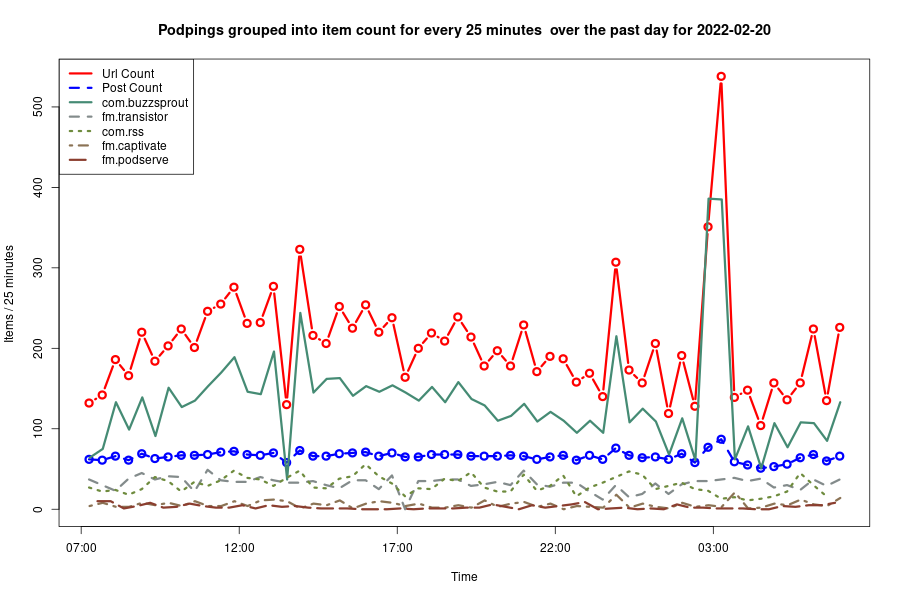 Podpings grouped into item count for every 25 minutes  over the past day for 2022-02-20
Url Count
Post Count
com.buzzsprout
fm.transistor
com.rss
fm.captivate
fm.podserve
Items / 25 minutes
500
400
300
200
100
0
07:00
12:00
17:00
22:00
03:00
Time